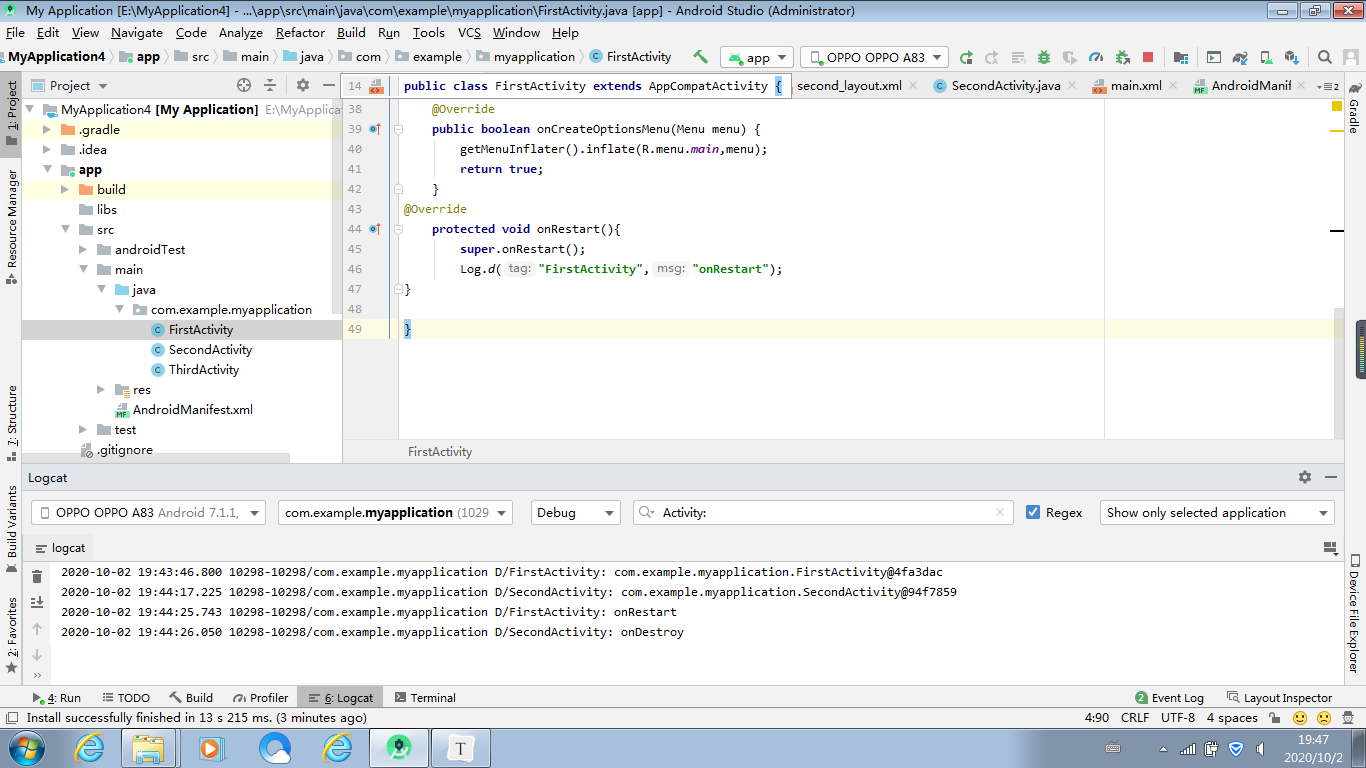 My Application [E:\MyApplication4] - ...\app\src\main\java\com\example\myapplication\FirstActivity.java [app] - Android Studio (Administrator)
File Edit View Navigate Code Analyze Refactor Build Run Tools VCS Window Help
MyApplication4 app src main java com example myapplication FirstActivity app OPPO OPPO A83
Project
14 public class FirstActivity extends AppCompatActivity {
second_layout.xml SecondActivity.java main.xml AndroidManif 2
1: Project
Resource Manager
7: Structure
Build Variants
2: Favorites
MyApplication4 [My Application] E:\MyApplic
.gradle
.idea
app
build
libs
src
androidTest
main
java
com.example.myapplication
FirstActivity
SecondActivity
ThirdActivity
res
AndroidManifest.xml
test
.gitignore
38 @Override
39 public boolean onCreateOptionsMenu(Menu menu) {
40 getMenuInflater().inflate(R.menu.main,menu);
41 return true;
42 }
43 @Override
44 protected void onRestart(){
45 super.onRestart();
46 Log.d( tag: "FirstActivity", msg: "onRestart");
47 }
48
49 }
FirstActivity
Gradle
Device File Explorer
Logcat
OPPO OPPO A83 Android 7.1.1, com.example.myapplication (1029 Debug Activity: Regex Show only selected application
logcat
2020-10-02 19:43:46.800 10298-10298/com.example.myapplication D/FirstActivity: com.example.myapplication.FirstActivity@4fa3dac
2020-10-02 19:44:17.225 10298-10298/com.example.myapplication D/SecondActivity: com.example.myapplication.SecondActivity@94f7859
2020-10-02 19:44:25.743 10298-10298/com.example.myapplication D/FirstActivity: onRestart
2020-10-02 19:44:26.050 10298-10298/com.example.myapplication D/SecondActivity: onDestroy
4: Run TODO Build Profiler 6: Logcat Terminal 2 Event Log Layout Inspector
Install successfully finished in 13 s 215 ms. (3 minutes ago) 4:90 CRLF UTF-8 4 spaces
T
19:47
2020/10/2